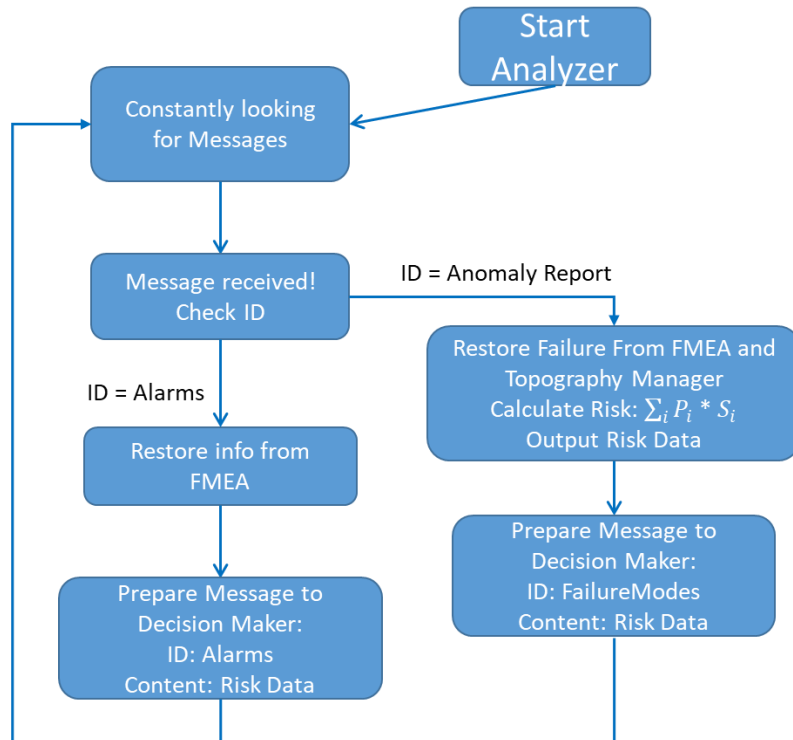 Start
Analyzer
Constantly looking
for Messages
Message received!
Check ID
ID = Anomaly Report
Restore Failure From FMEA and
Topography Manager
Calculate Risk: ∑ᵢ Pᵢ * Sᵢ
Output Risk Data
ID = Alarms
Restore info from
FMEA
Prepare Message to
Decision Maker:
ID: FailureModes
Content: Risk Data
Prepare Message to
Decision Maker:
ID: Alarms
Content: Risk Data